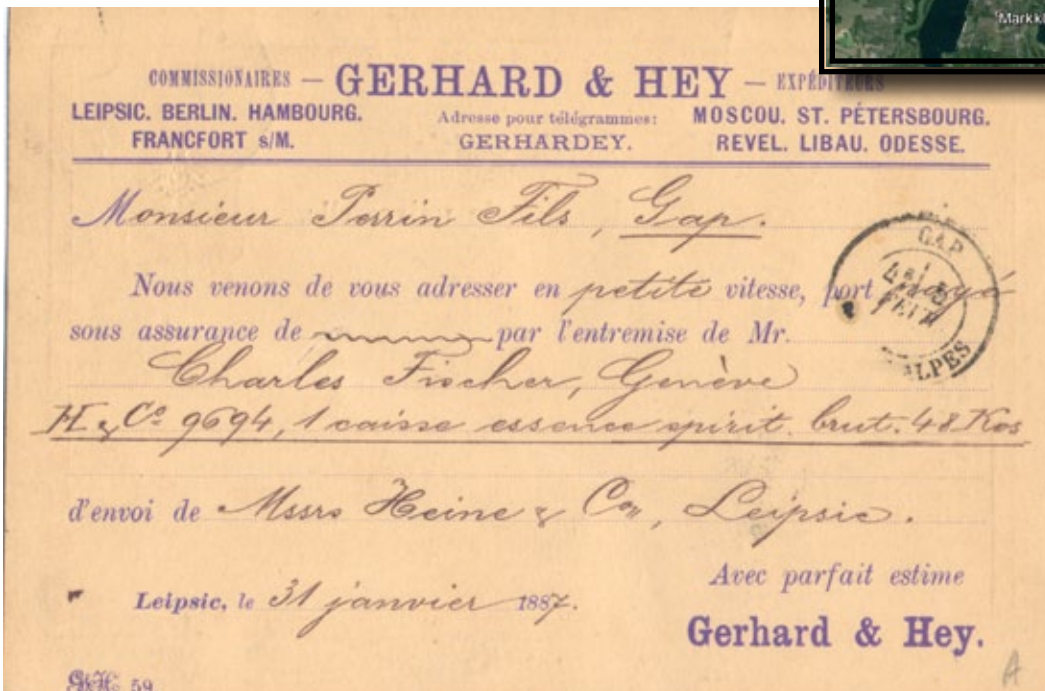 Markkl
COMMISSIONAIRES — GERHARD & HEY — EXPÉDITEURS
LEIPSIC. BERLIN. HAMBOURG.
FRANCFORT s/M.
Adresse pour télégrammes:
GERHARDEY.
MOSCOU. ST. PÉTERSBOURG.
REVEL. LIBAU. ODESSE.
Monsieur Perrin Fils, Gap.
Nous venons de vous adresser en petite vitesse, port payé
sous assurance de par l'entremise de Mr.
Charles Fischer, Genève
H & Co 9694, 1 caisse essence spirit. brut. 48 Kos
d'envoi de Mssrs Heine & Co, Leipsic.
Leipsic, le 31 janvier 1887.
Avec parfait estime
Gerhard & Hey.
59
A
GAP
ALPES